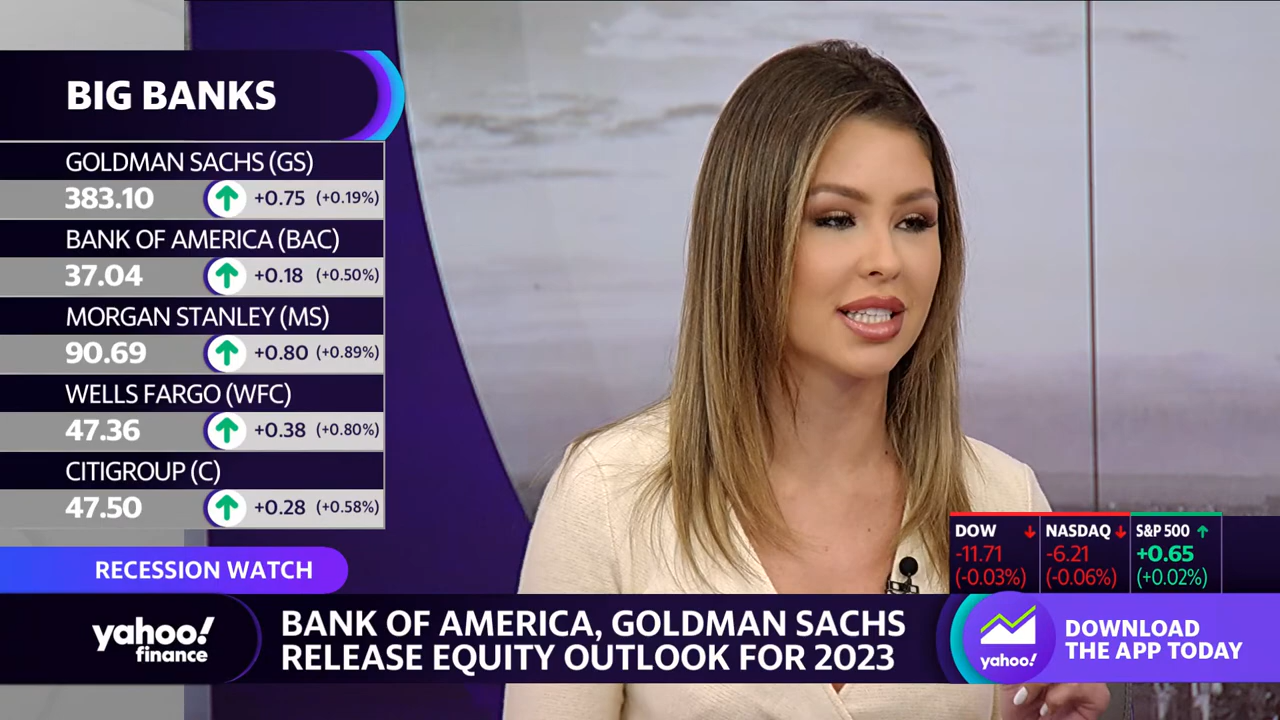 BIG BANKS
GOLDMAN SACHS (GS)
383.10 +0.75 (+0.19%)
BANK OF AMERICA (BAC)
37.04 +0.18 (+0.50%)
MORGAN STANLEY (MS)
90.69 +0.80 (+0.89%)
WELLS FARGO (WFC)
47.36 +0.38 (+0.80%)
CITIGROUP (C)
47.50 +0.28 (+0.58%)
DOW NASDAQ S&P 500
-11.71 -6.21 +0.65
(-0.03%) (-0.06%) (+0.02%)
RECESSION WATCH
yahoo!
finance
BANK OF AMERICA, GOLDMAN SACHS
RELEASE EQUITY OUTLOOK FOR 2023
yahoo!
DOWNLOAD
THE APP TODAY